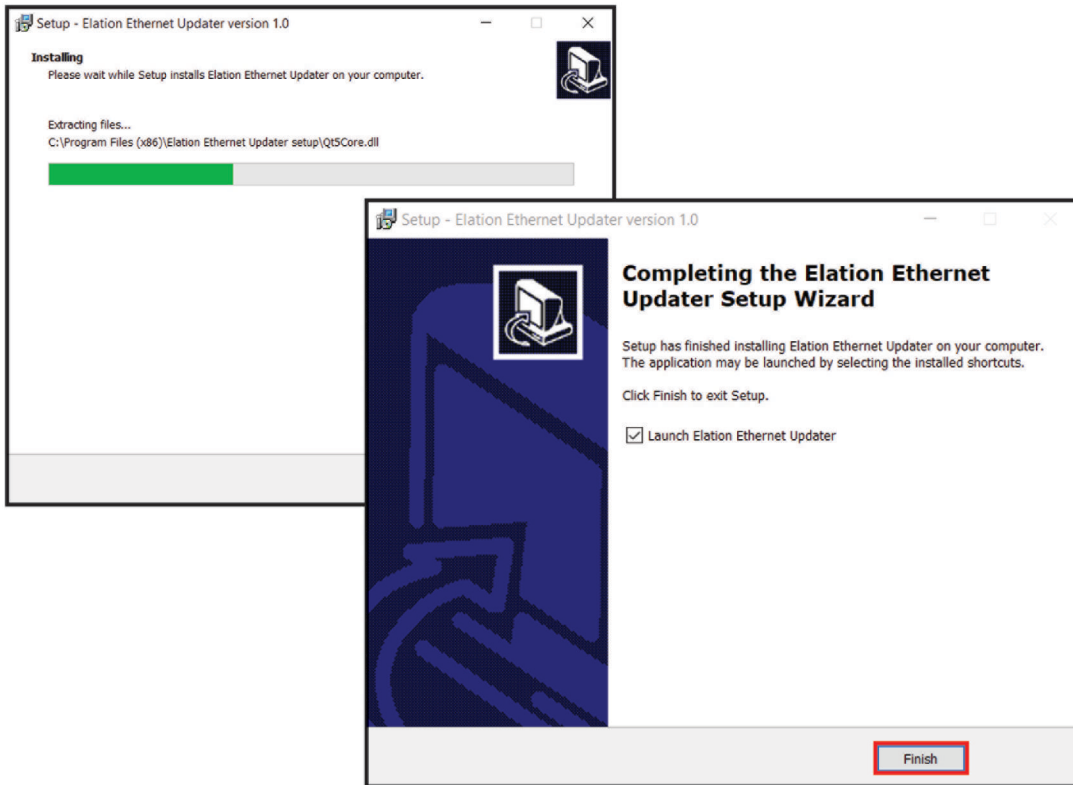 Setup - Elation Ethernet Updater version 1.0
Installing
Please wait while Setup installs Elation Ethernet Updater on your computer.
Extracting files...
C:\Program Files (x86)\Elation Ethernet Updater setup\Qt5Core.dll
Setup - Elation Ethernet Updater version 1.0
Completing the Elation Ethernet
Updater Setup Wizard
Setup has finished installing Elation Ethernet Updater on your computer.
The application may be launched by selecting the installed shortcuts.
Click Finish to exit Setup.
Launch Elation Ethernet Updater
Finish